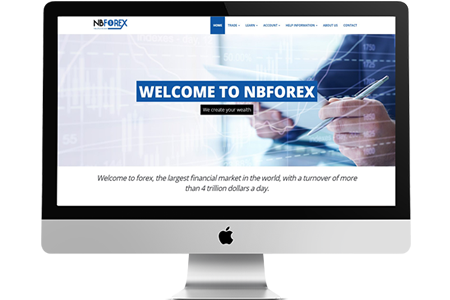 NBFOREX
HOME TRADE LEARN ACCOUNT HELP INFORMATION ABOUT US CONTACT
WELCOME TO NBFOREX
We create your wealth
Welcome to forex, the largest financial market in the world, with a turnover of more
than 4 trillion dollars a day.